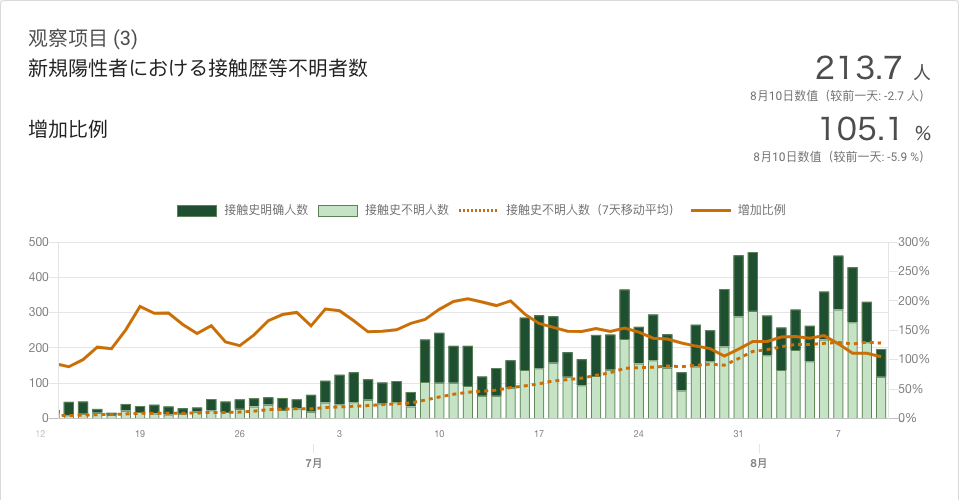 观察项目 (3)
新規陽性者における接触歴等不明者数
213.7 人
8月10日数值（较前一天: -2.7 人）
增加比例
105.1 %
8月10日数值（较前一天: -5.9 %）
接触史明确人数 接触史不明人数 接触史不明人数（7天移动平均） 增加比例
500 300%
400 250%
300 200%
200 150%
100 100%
0 50%
0%
12 19 26 3 10 17 24 31 7
7月 8月